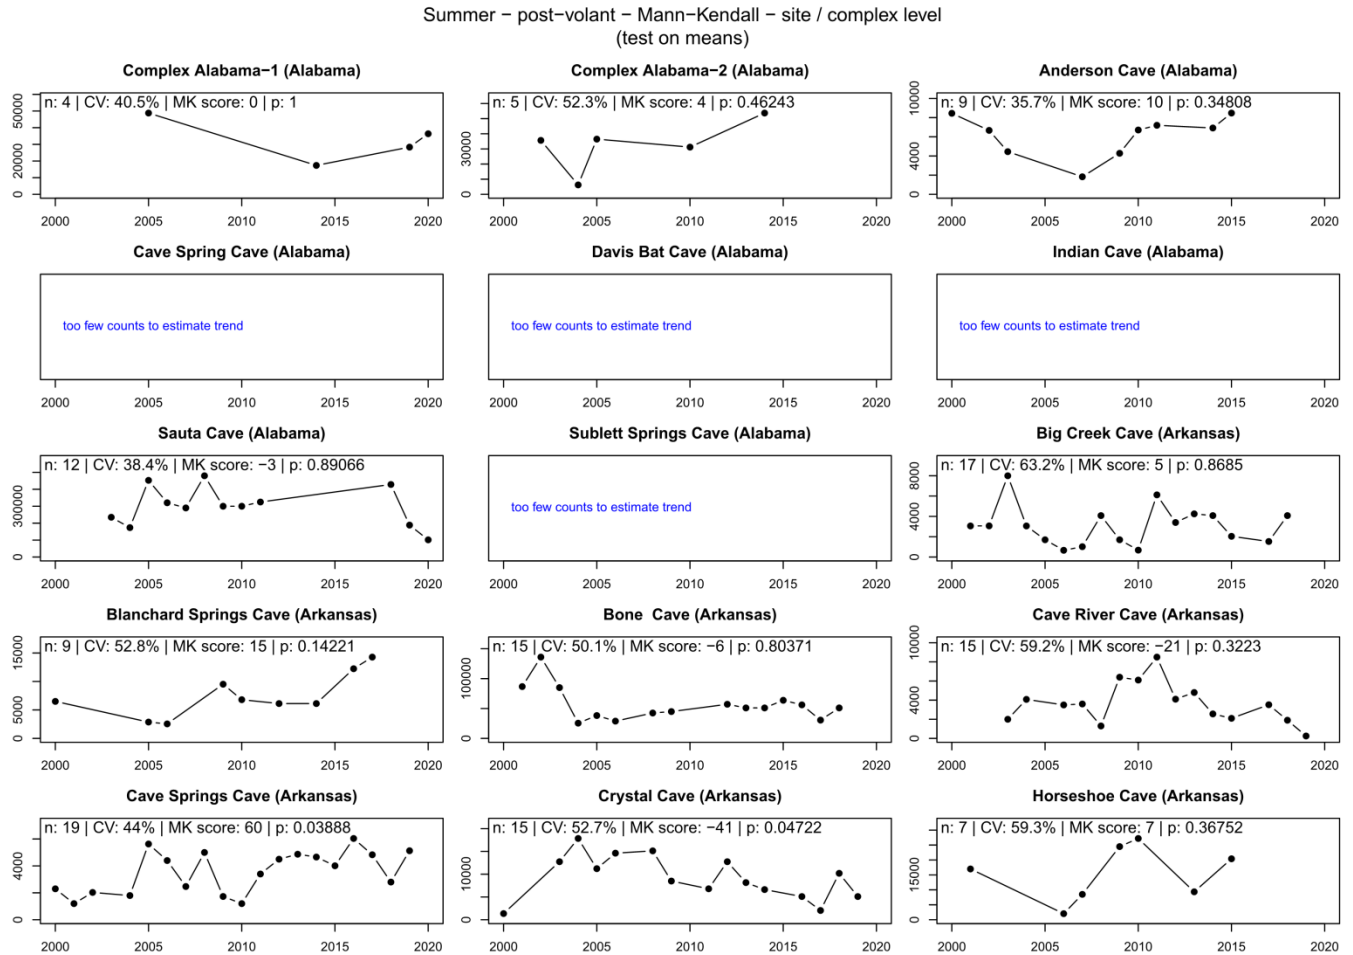 Summer − post−volant − Mann−Kendall − site / complex level
(test on means)
Complex Alabama−1 (Alabama)
n: 4 | CV: 40.5% | MK score: 0 | p: 1
0 20000 50000
2000 2005 2010 2015 2020
Complex Alabama−2 (Alabama)
n: 5 | CV: 52.3% | MK score: 4 | p: 0.46243
0 30000
2000 2005 2010 2015 2020
Anderson Cave (Alabama)
n: 9 | CV: 35.7% | MK score: 10 | p: 0.34808
0 4000 10000
2000 2005 2010 2015 2020
Cave Spring Cave (Alabama)
too few counts to estimate trend
2000 2005 2010 2015 2020
Davis Bat Cave (Alabama)
too few counts to estimate trend
2000 2005 2010 2015 2020
Indian Cave (Alabama)
too few counts to estimate trend
2000 2005 2010 2015 2020
Sauta Cave (Alabama)
n: 12 | CV: 38.4% | MK score: −3 | p: 0.89066
0 300000
2000 2005 2010 2015 2020
Sublett Springs Cave (Alabama)
too few counts to estimate trend
2000 2005 2010 2015 2020
Big Creek Cave (Arkansas)
n: 17 | CV: 63.2% | MK score: 5 | p: 0.8685
0 4000 8000
2000 2005 2010 2015 2020
Blanchard Springs Cave (Arkansas)
n: 9 | CV: 52.8% | MK score: 15 | p: 0.14221
0 5000 15000
2000 2005 2010 2015 2020
Bone  Cave (Arkansas)
n: 15 | CV: 50.1% | MK score: −6 | p: 0.80371
0 100000
2000 2005 2010 2015 2020
Cave River Cave (Arkansas)
n: 15 | CV: 59.2% | MK score: −21 | p: 0.3223
0 4000 10000
2000 2005 2010 2015 2020
Cave Springs Cave (Arkansas)
n: 19 | CV: 44% | MK score: 60 | p: 0.03888
0 4000
2000 2005 2010 2015 2020
Crystal Cave (Arkansas)
n: 15 | CV: 52.7% | MK score: −41 | p: 0.04722
0 10000
2000 2005 2010 2015 2020
Horseshoe Cave (Arkansas)
n: 7 | CV: 59.3% | MK score: 7 | p: 0.36752
0 15000
2000 2005 2010 2015 2020